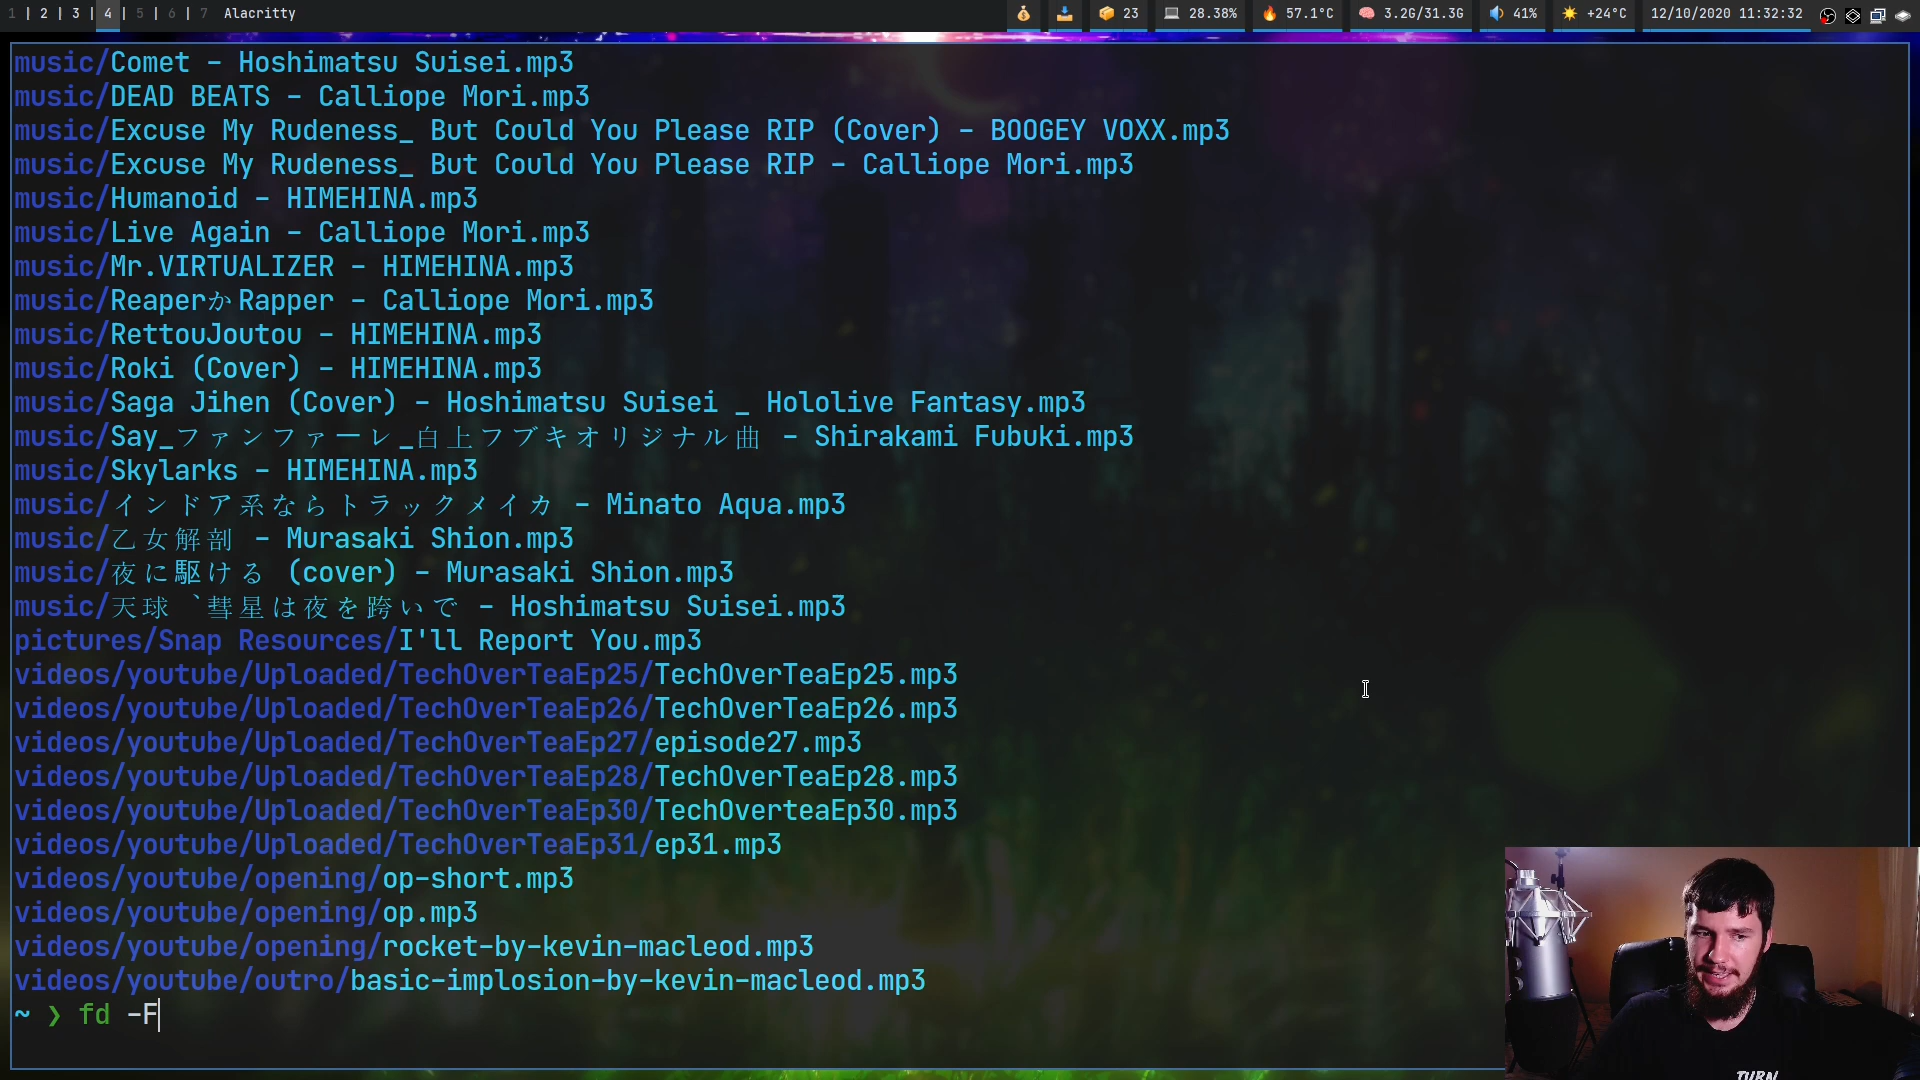 1 | 2 | 3 | 4 | 5 | 6 | 7 Alacritty 23 28.38% 57.1°C 3.2G/31.3G 41% +24°C 12/10/2020 11:32:32
music/Comet - Hoshimatsu Suisei.mp3
music/DEAD BEATS - Calliope Mori.mp3
music/Excuse My Rudeness_ But Could You Please RIP (Cover) - BOOGEY VOXX.mp3
music/Excuse My Rudeness_ But Could You Please RIP - Calliope Mori.mp3
music/Humanoid - HIMEHINA.mp3
music/Live Again - Calliope Mori.mp3
music/Mr.VIRTUALIZER - HIMEHINA.mp3
music/ReaperかRapper - Calliope Mori.mp3
music/RettouJoutou - HIMEHINA.mp3
music/Roki (Cover) - HIMEHINA.mp3
music/Saga Jihen (Cover) - Hoshimatsu Suisei _ Hololive Fantasy.mp3
music/Say_ファンファーレ_白上フブキオリジナル曲 - Shirakami Fubuki.mp3
music/Skylarks - HIMEHINA.mp3
music/インドア系ならトラックメイカ - Minato Aqua.mp3
music/乙女解剖 - Murasaki Shion.mp3
music/夜に駆ける (cover) - Murasaki Shion.mp3
music/天球、彗星は夜を跨いで - Hoshimatsu Suisei.mp3
pictures/Snap Resources/I'll Report You.mp3
videos/youtube/Uploaded/TechOverTeaEp25/TechOverTeaEp25.mp3
videos/youtube/Uploaded/TechOverTeaEp26/TechOverTeaEp26.mp3
videos/youtube/Uploaded/TechOverTeaEp27/episode27.mp3
videos/youtube/Uploaded/TechOverTeaEp28/TechOverTeaEp28.mp3
videos/youtube/Uploaded/TechOverTeaEp30/TechOverteaEp30.mp3
videos/youtube/Uploaded/TechOverTeaEp31/ep31.mp3
videos/youtube/opening/op-short.mp3
videos/youtube/opening/op.mp3
videos/youtube/opening/rocket-by-kevin-macleod.mp3
videos/youtube/outro/basic-implosion-by-kevin-macleod.mp3
~ ❯ fd -F
TURN